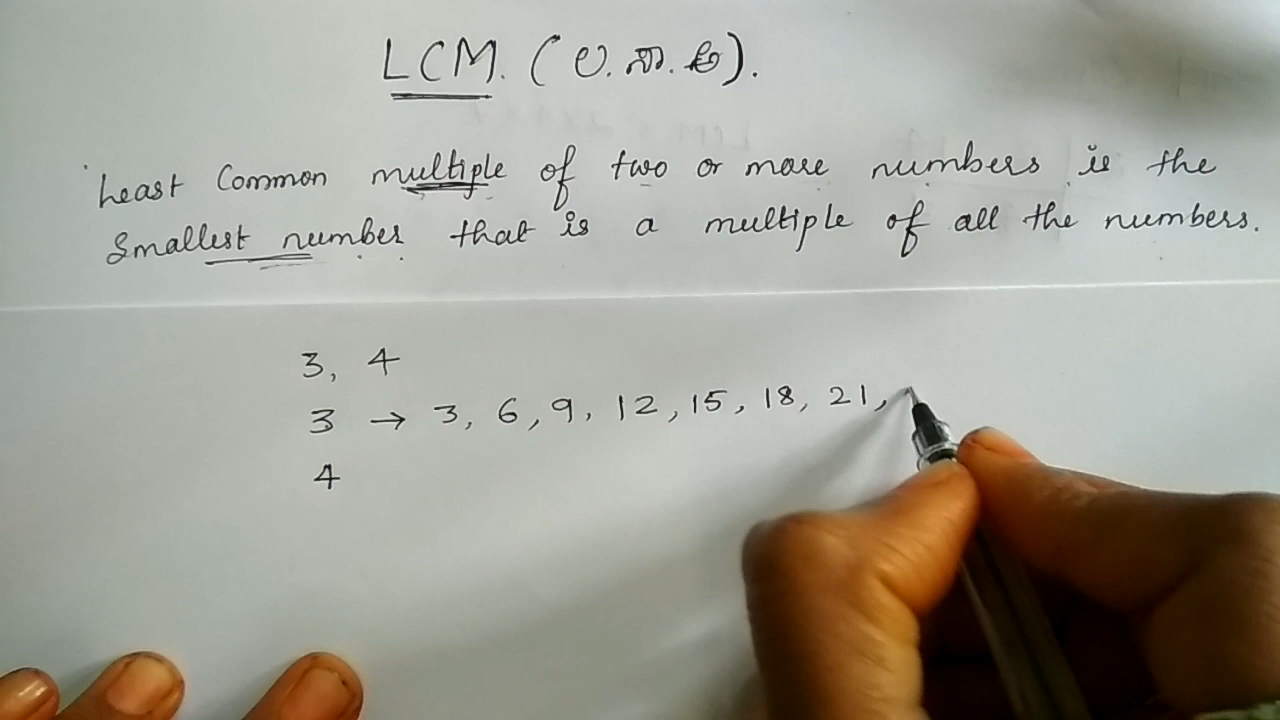 LCM. (ల.సా.అ).
Least Common multiple of two or more numbers is the
Smallest number that is a multiple of all the numbers.
3, 4
3 → 3, 6, 9, 12, 15, 18, 21,
4